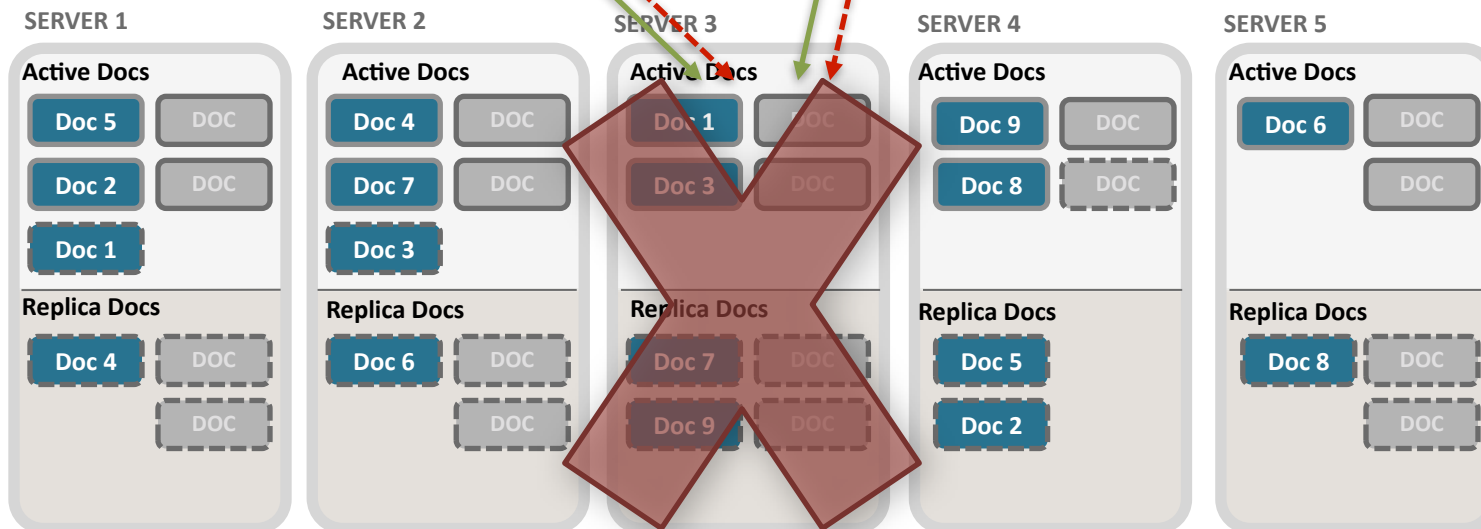 SERVER 1
Active Docs
Doc 5 DOC
Doc 2 DOC
Doc 1
Replica Docs
Doc 4 DOC
DOC
SERVER 2
Active Docs
Doc 4 DOC
Doc 7 DOC
Doc 3
Replica Docs
Doc 6 DOC
DOC
SERVER 3
Active Docs
Doc 1 DOC
Doc 3 DOC
Replica Docs
Doc 7 DOC
Doc 9 DOC
SERVER 4
Active Docs
Doc 9 DOC
Doc 8 DOC
Replica Docs
Doc 5
Doc 2
SERVER 5
Active Docs
Doc 6 DOC
DOC
Replica Docs
Doc 8 DOC
DOC